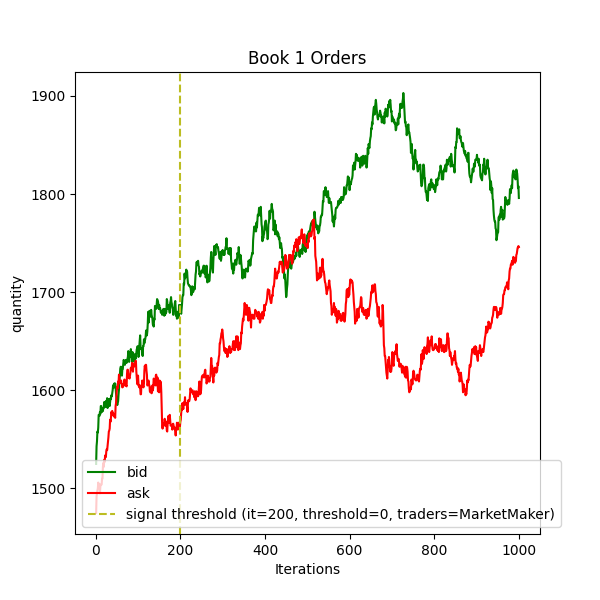 Book 1 Orders
quantity
1900
1800
1700
1600
1500
bid
ask
signal threshold (it=200, threshold=0, traders=MarketMaker)
0 200 400 600 800 1000
Iterations